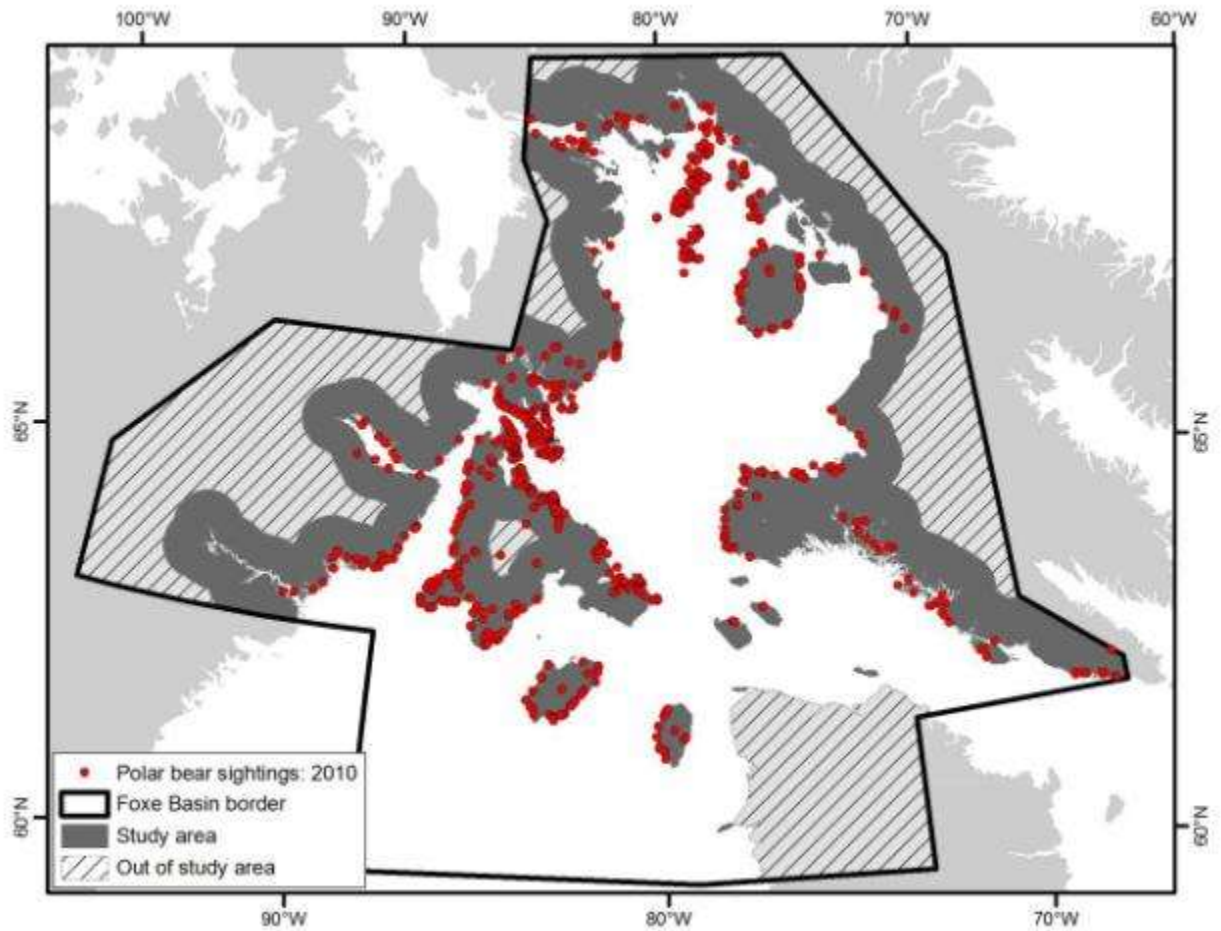 100°W 90°W 80°W 70°W 60°W
65°N 65°N
60°N 60°N
Polar bear sightings: 2010
Foxe Basin border
Study area
Out of study area
90°W 80°W 70°W